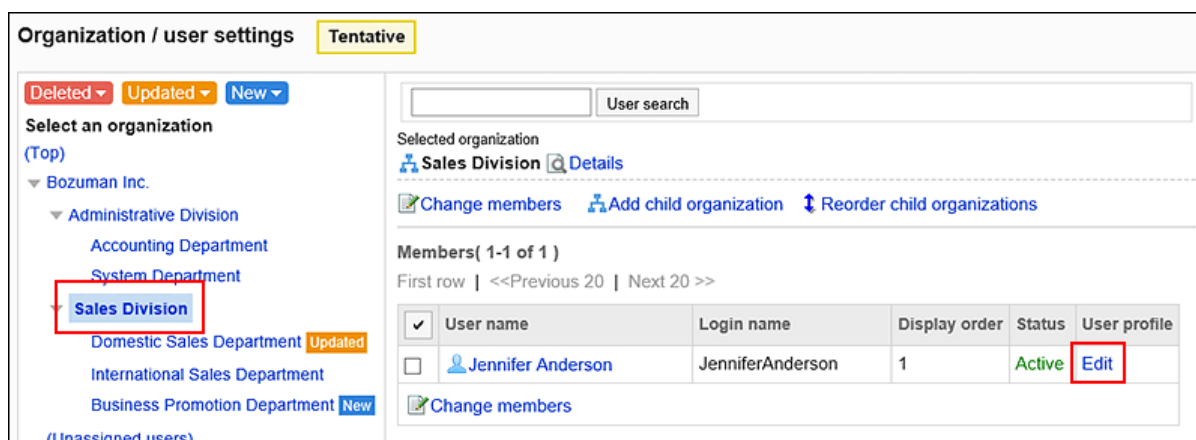 Organization / user settings Tentative
Deleted Updated New
Select an organization
(Top)
Bozuman Inc.
Administrative Division
Accounting Department
System Department
Sales Division
Domestic Sales Department Updated
International Sales Department
Business Promotion Department New
(Unassigned users)
User search
Selected organization
Sales Division Details
Change members Add child organization Reorder child organizations
Members( 1-1 of 1 )
First row | <<Previous 20 | Next 20 >>
User name Login name Display order Status User profile
Jennifer Anderson JenniferAnderson 1 Active Edit
Change members